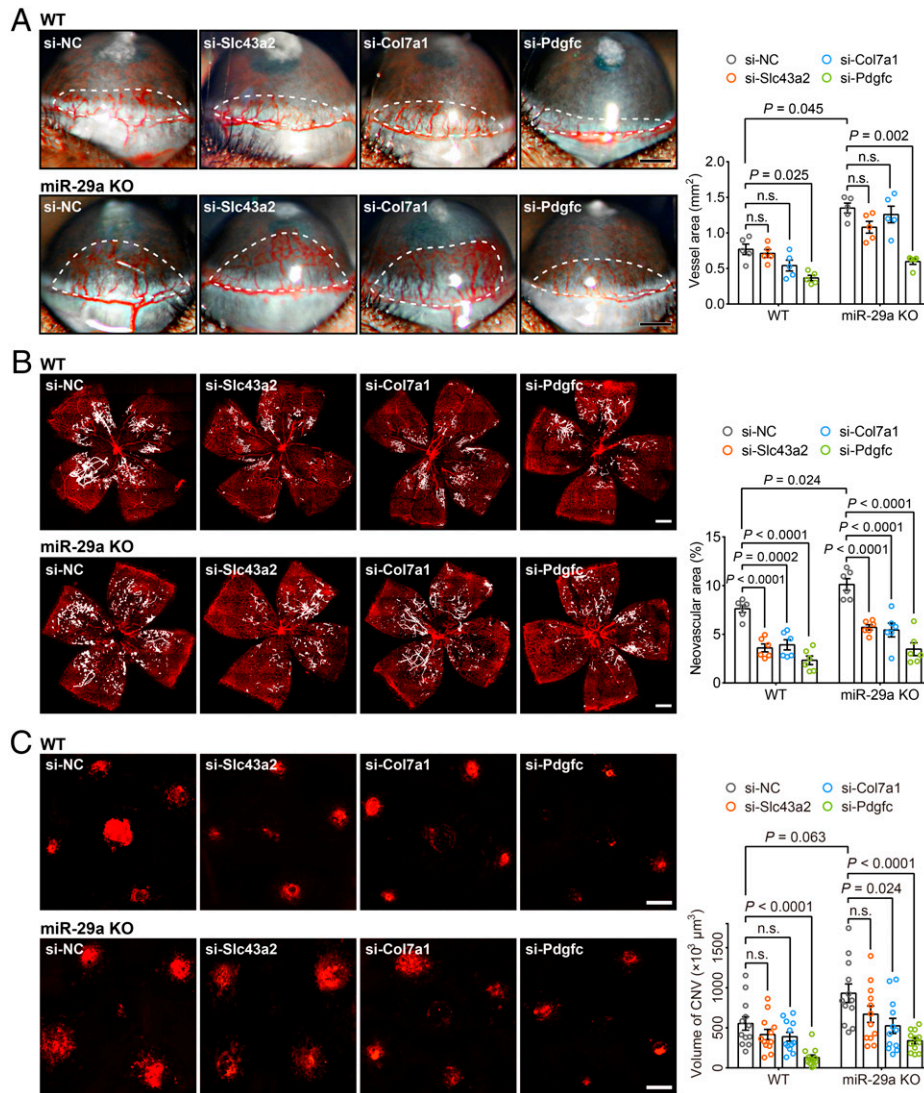 A
WT
si-NC si-Slc43a2 si-Col7a1 si-Pdgfc
miR-29a KO
si-NC si-Slc43a2 si-Col7a1 si-Pdgfc
si-NC si-Col7a1
si-Slc43a2 si-Pdgfc
P = 0.045
P = 0.002
n.s.
n.s.
P = 0.025
n.s.
n.s.
Vessel area (mm²)
2.0
1.5
1.0
0.5
0.0
WT miR-29a KO
B
WT
si-NC si-Slc43a2 si-Col7a1 si-Pdgfc
miR-29a KO
si-NC si-Slc43a2 si-Col7a1 si-Pdgfc
si-NC si-Col7a1
si-Slc43a2 si-Pdgfc
P = 0.024
P < 0.0001
P < 0.0001
P < 0.0001
P < 0.0001
P = 0.0002
P < 0.0001
Neovascular area (%)
10
5
0
WT miR-29a KO
C
WT
si-NC si-Slc43a2 si-Col7a1 si-Pdgfc
miR-29a KO
si-NC si-Slc43a2 si-Col7a1 si-Pdgfc
si-NC si-Col7a1
si-Slc43a2 si-Pdgfc
P = 0.063
P < 0.0001
P = 0.024
n.s.
P < 0.0001
n.s.
n.s.
Volume of CNV (×10³ µm³)
1500
1000
500
0
WT miR-29a KO